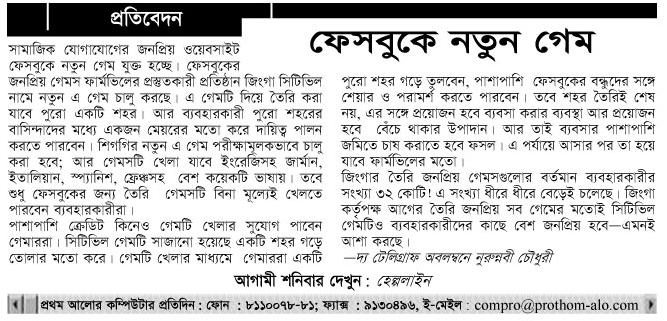 প্রতিবেদন
ফেসবুকে নতুন গেম
সামাজিক যোগাযোগের জনপ্রিয় ওয়েবসাইট
ফেসবুকে নতুন গেম যুক্ত হচ্ছে। ফেসবুকের
জনপ্রিয় গেমস ফার্মভিলের প্রস্তুতকারী প্রতিষ্ঠান জিংগা সিটিভিল
নামে নতুন এ গেম চালু করছে। এ গেমটি দিয়ে তৈরি করা
যাবে পুরো একটি শহর। আর ব্যবহারকারী পুরো শহরের
বাসিন্দাদের মধ্যে একজন মেয়রের মতো করে দায়িত্ব পালন
করতে পারবেন। শিগগির নতুন এ গেম পরীক্ষামূলকভাবে চালু
করা হবে; আর গেমসটি খেলা যাবে ইংরেজিসহ জার্মান,
ইতালিয়ান, স্প্যানিশ, ফ্রেঞ্চসহ বেশ কয়েকটি ভাষায়। তবে
শুধু ফেসবুকের জন্য তৈরি গেমসটি বিনা মূল্যেই খেলতে
পারবেন ব্যবহারকারীরা।
পাশাপাশি ক্রেডিট কিনেও গেমটি খেলার সুযোগ পাবেন
গেমাররা। সিটিভিল গেমটি সাজানো হয়েছে একটি শহর গড়ে
তোলার মতো করে। গেমটি খেলার মাধ্যমে গেমাররা একটি
পুরো শহর গড়ে তুলবেন, পাশাপাশি ফেসবুকের বন্ধুদের সঙ্গে
শেয়ার ও পরামর্শ করতে পারবেন। তবে শহর তৈরিই শেষ
নয়, এর সঙ্গে প্রয়োজন হবে ব্যবসা করার ব্যবস্থা আর প্রয়োজন
হবে বেঁচে থাকার উপাদান। আর তাই ব্যবসার পাশাপাশি
জমিতে চাষ করাতে হবে ফসল। এ পর্যায়ে আসার পর তা হয়ে
যাবে ফার্মভিলের মতো।
জিংগার তৈরি জনপ্রিয় গেমসগুলোর বর্তমান ব্যবহারকারীর
সংখ্যা ৩২ কোটি! এ সংখ্যা ধীরে ধীরে বেড়েই চলেছে। জিংগা
কর্তৃপক্ষ আগের তৈরি জনপ্রিয় সব গেমের মতোই সিটিভিল
গেমটিও ব্যবহারকারীদের কাছে বেশ জনপ্রিয় হবে—এমনই
আশা করছে।
—দ্য টেলিগ্রাফ অবলম্বনে নুরুন্নবী চৌধুরী
আগামী শনিবার দেখুন : হেল্পলাইন
প্রথম আলোর কম্পিউটার প্রতিদিন : ফোন : ৮১১০০৭৮-৮১; ফ্যাক্স : ৯১৩০৪৯৬, ই-মেইল : compro@prothom-alo.com